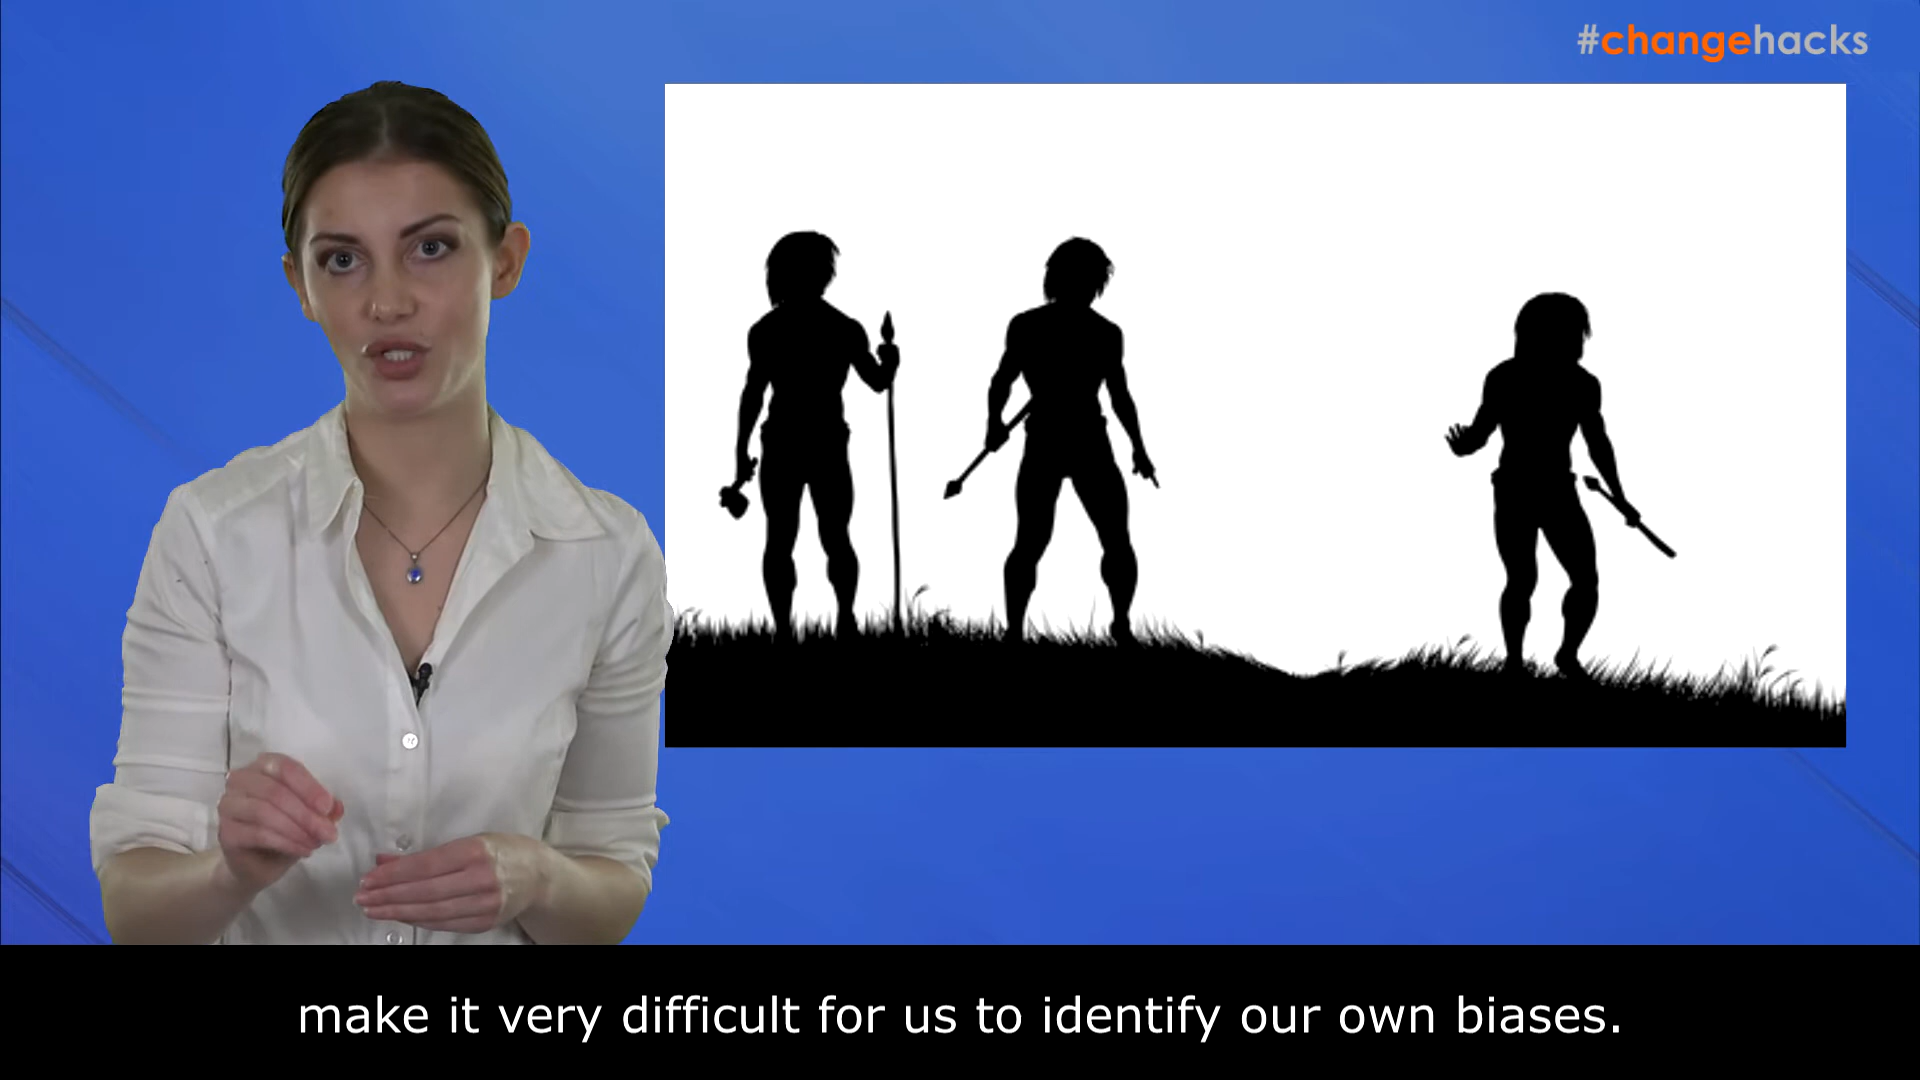 #changehacks
make it very difficult for us to identify our own biases.